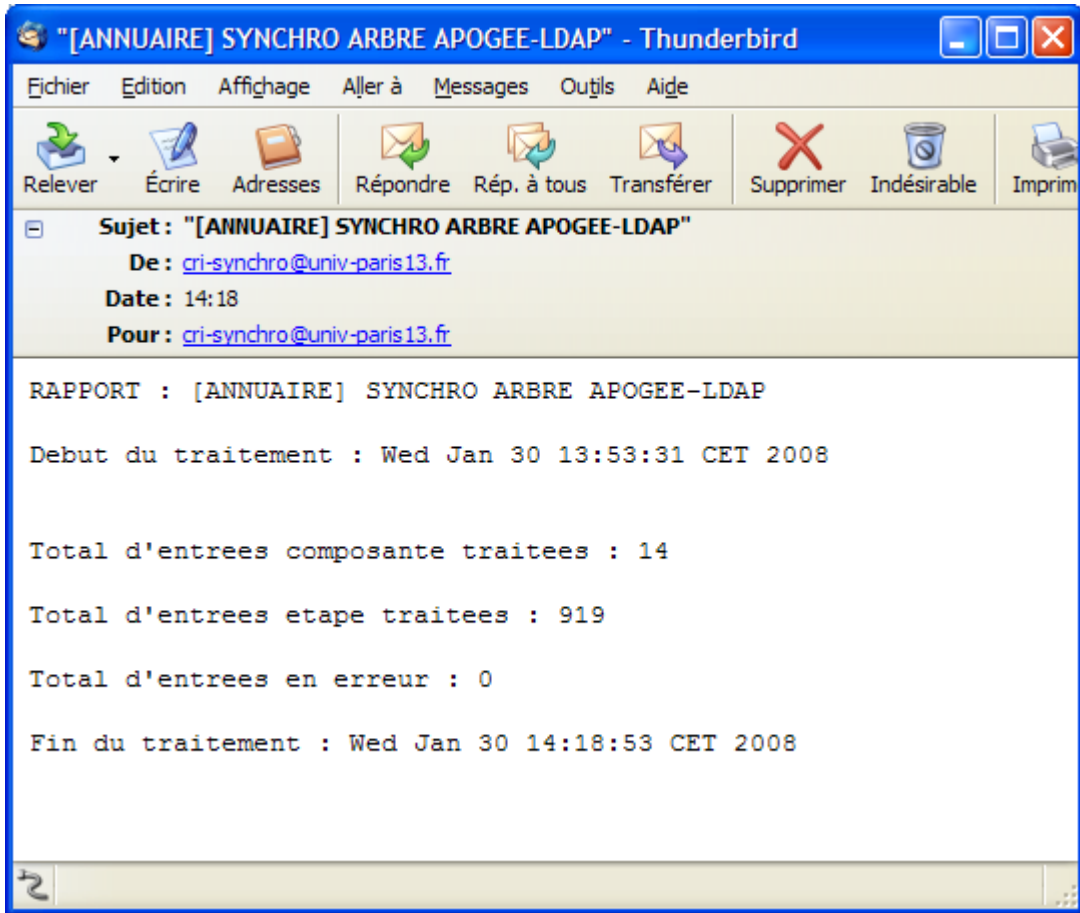 "[ANNUAIRE] SYNCHRO ARBRE APOGEE-LDAP" - Thunderbird
Fichier Edition Affichage Aller à Messages Outils Aide
Relever Écrire Adresses Répondre Rép. à tous Transférer Supprimer Indésirable Imprim
Sujet : "[ANNUAIRE] SYNCHRO ARBRE APOGEE-LDAP"
De : cri-synchro@univ-paris13.fr
Date : 14:18
Pour : cri-synchro@univ-paris13.fr
RAPPORT : [ANNUAIRE] SYNCHRO ARBRE APOGEE-LDAP
Debut du traitement : Wed Jan 30 13:53:31 CET 2008
Total d'entrees composante traitees : 14
Total d'entrees etape traitees : 919
Total d'entrees en erreur : 0
Fin du traitement : Wed Jan 30 14:18:53 CET 2008